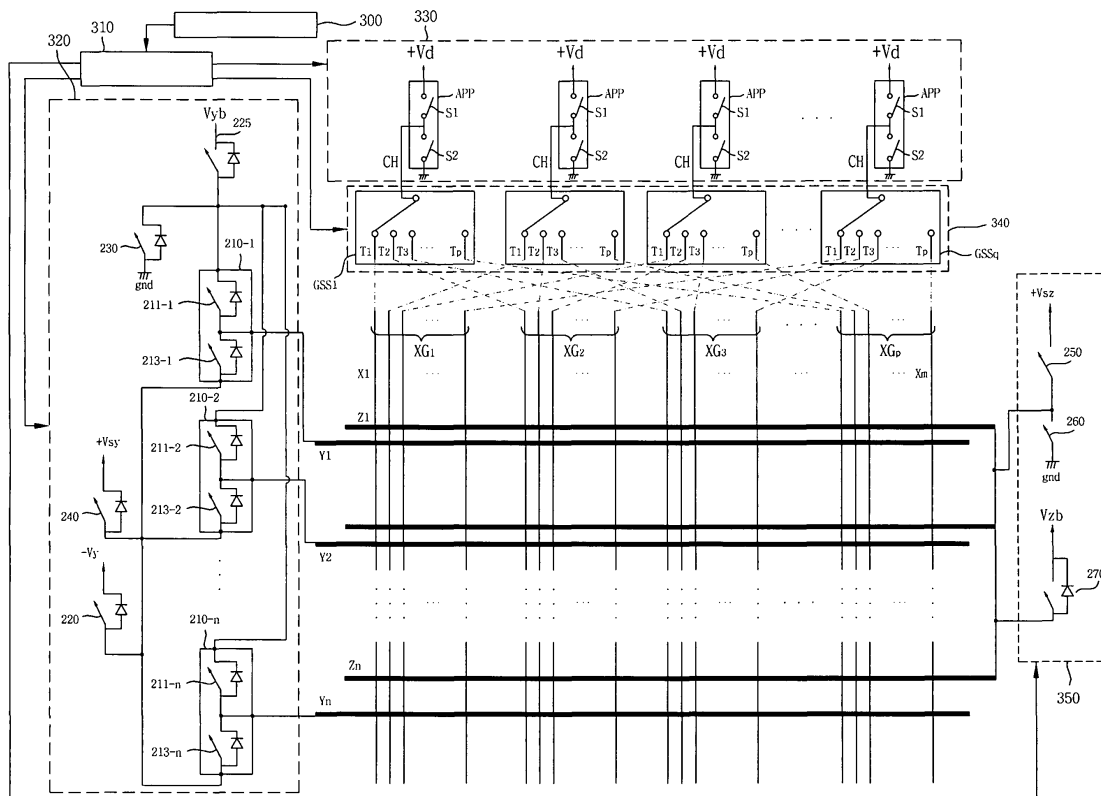 310
300
320
330
+Vd
+Vd
+Vd
+Vd
APP
APP
APP
APP
S1
S1
S1
S1
S2
S2
S2
S2
CH
CH
CH
CH
. . . .
Vyb
225
230
gnd
210-1
211-1
213-1
210-2
211-2
213-2
+Vsy
240
-Vy
220
210-n
211-n
213-n
T1 T2 T3 ... Tp
T1 T2 T3 ... Tp
T1 T2 T3 ... Tp
T1 T2 T3 ... Tp
340
GSS1
GSSq
XG1
XG2
XG3
XGp
X1
Xm
Z1
Y1
Y2
Zn
Yn
+Vsz
250
260
gnd
Vzb
270
350